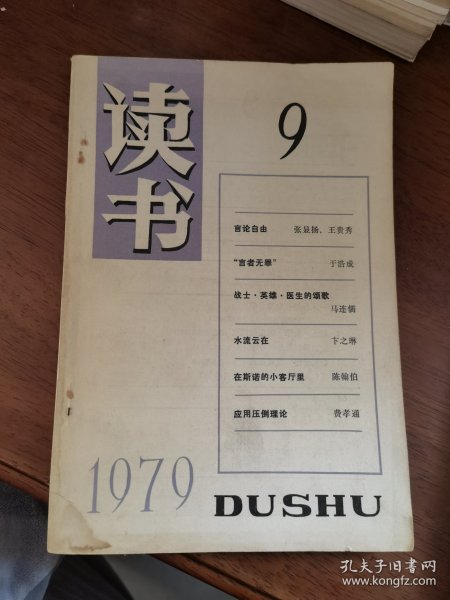 读书
9
言论自由 张显扬、王贵秀
“言者无罪” 于浩成
战士·英雄·医生的颂歌
马连儒
水流云在 卞之琳
在斯诺的小客厅里 陈翰伯
应用压倒理论 费孝通
1979 DUSHU
孔夫子旧书网
www.kongfz.com